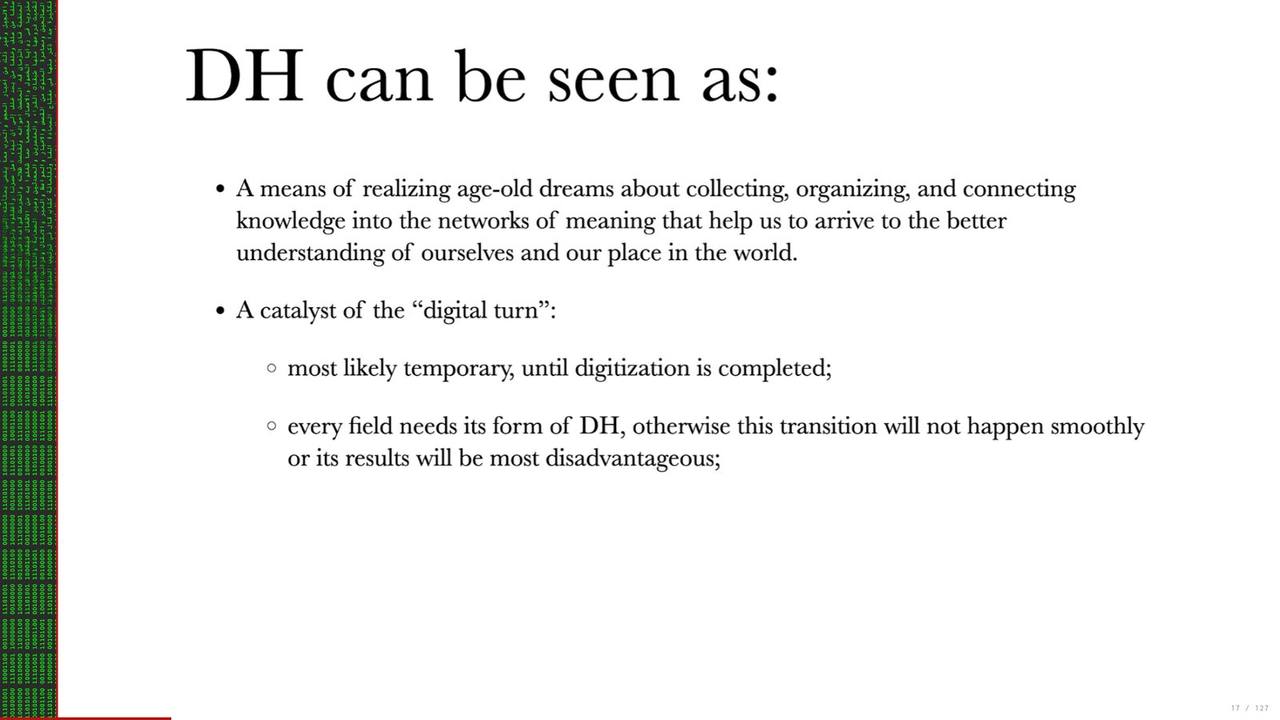 DH can be seen as:
• A means of realizing age-old dreams about collecting, organizing, and connecting
knowledge into the networks of meaning that help us to arrive to the better
understanding of ourselves and our place in the world.
• A catalyst of the “digital turn”:
○ most likely temporary, until digitization is completed;
○ every field needs its form of DH, otherwise this transition will not happen smoothly
or its results will be most disadvantageous;
17 / 127